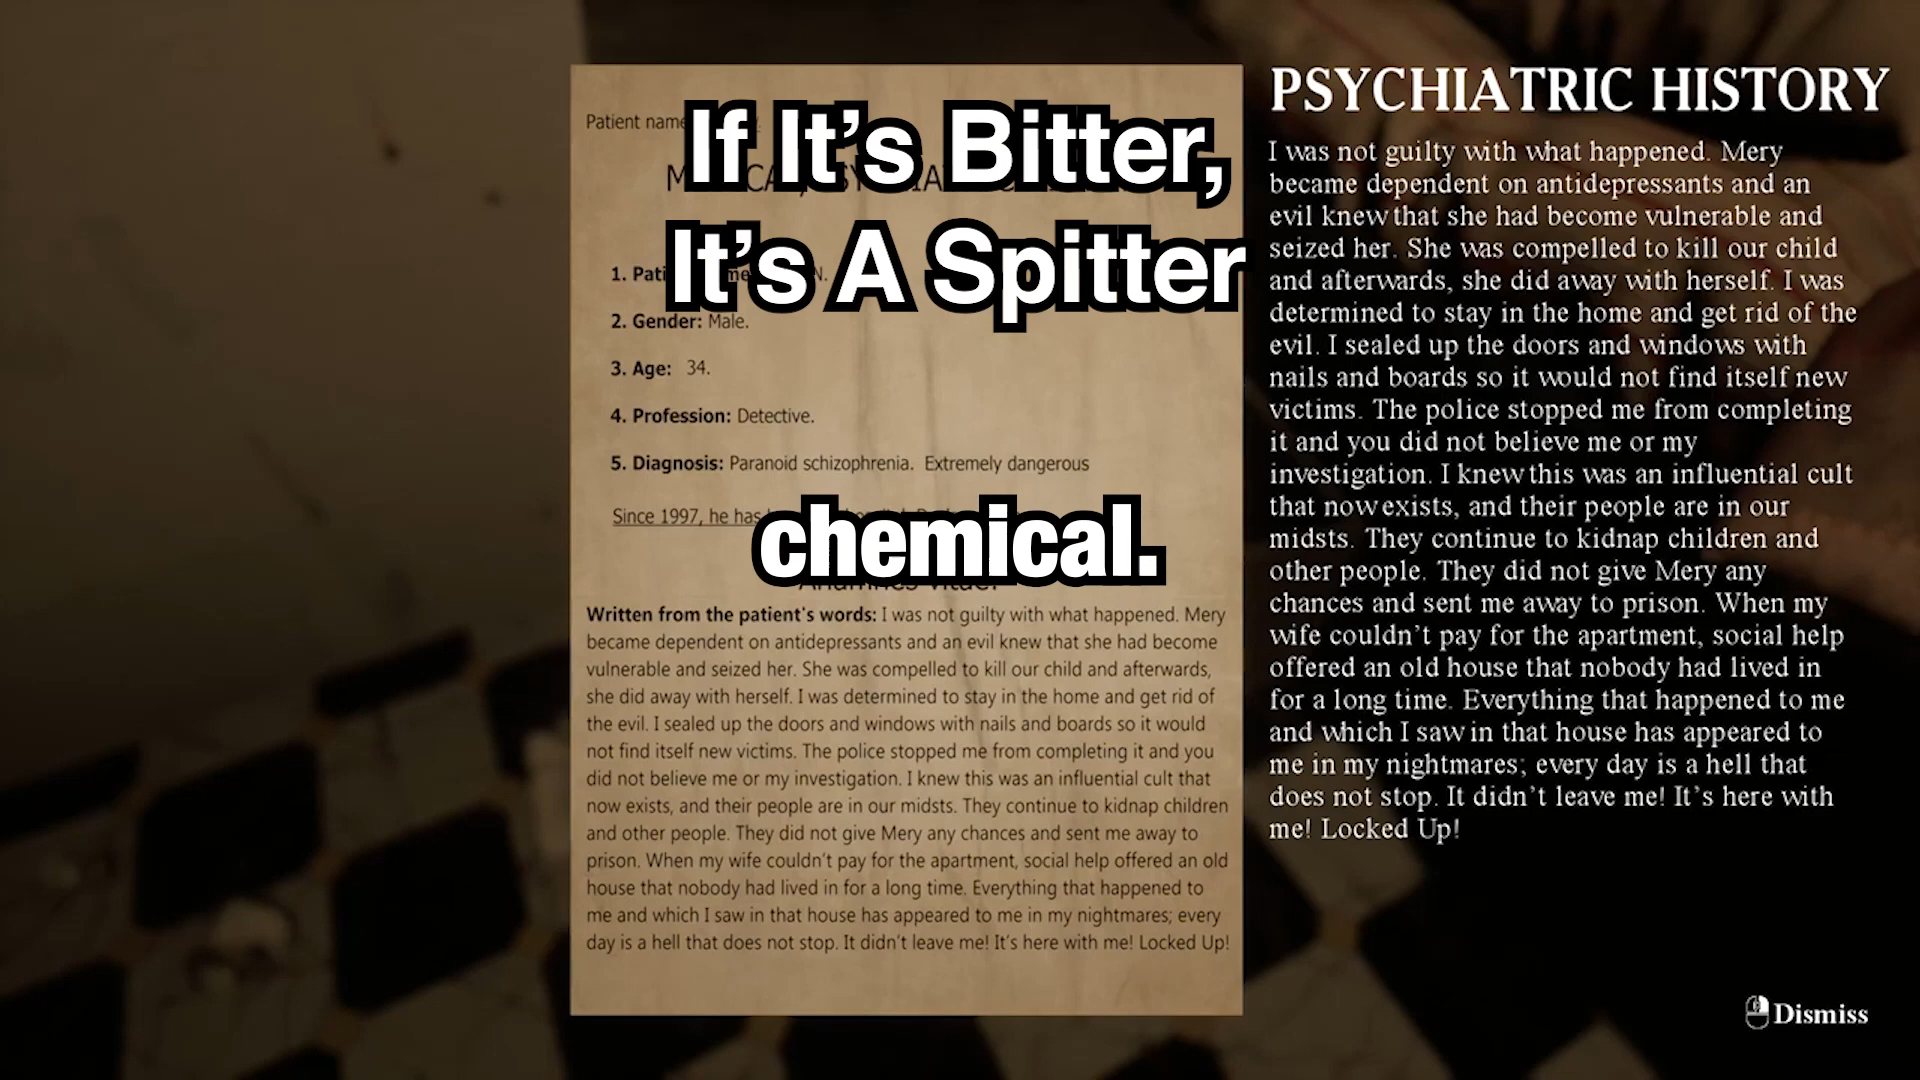 Patient name
If It's Bitter,
It's A Spitter
1. Pati
2. Gender: Male.
3. Age: 34.
4. Profession: Detective.
5. Diagnosis: Paranoid schizophrenia. Extremely dangerous
Since 1997, he has
chemical.
Written from the patient's words: I was not guilty with what happened. Mery
became dependent on antidepressants and an evil knew that she had become
vulnerable and seized her. She was compelled to kill our child and afterwards,
she did away with herself. I was determined to stay in the home and get rid of
the evil. I sealed up the doors and windows with nails and boards so it would
not find itself new victims. The police stopped me from completing it and you
did not believe me or my investigation. I knew this was an influential cult that
now exists, and their people are in our midsts. They continue to kidnap children
and other people. They did not give Mery any chances and sent me away to
prison. When my wife couldn't pay for the apartment, social help offered an old
house that nobody had lived in for a long time. Everything that happened to
me and which I saw in that house has appeared to me in my nightmares; every
day is a hell that does not stop. It didn't leave me! It's here with me! Locked Up!
PSYCHIATRIC HISTORY
I was not guilty with what happened. Mery
became dependent on antidepressants and an
evil knew that she had become vulnerable and
seized her. She was compelled to kill our child
and afterwards, she did away with herself. I was
determined to stay in the home and get rid of the
evil. I sealed up the doors and windows with
nails and boards so it would not find itself new
victims. The police stopped me from completing
it and you did not believe me or my
investigation. I knew this was an influential cult
that now exists, and their people are in our
midsts. They continue to kidnap children and
other people. They did not give Mery any
chances and sent me away to prison. When my
wife couldn't pay for the apartment, social help
offered an old house that nobody had lived in
for a long time. Everything that happened to me
and which I saw in that house has appeared to
me in my nightmares; every day is a hell that
does not stop. It didn't leave me! It's here with
me! Locked Up!
Dismiss